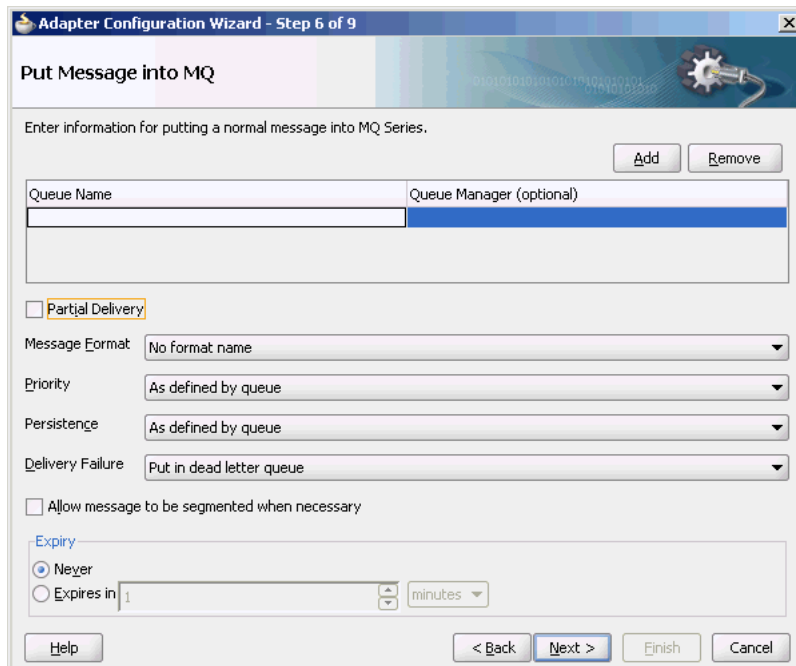 Adapter Configuration Wizard - Step 6 of 9
Put Message into MQ
Enter information for putting a normal message into MQ Series.
Add Remove
Queue Name Queue Manager (optional)
Partial Delivery
Message Format No format name
Priority As defined by queue
Persistence As defined by queue
Delivery Failure Put in dead letter queue
Allow message to be segmented when necessary
Expiry
Never
Expires in 1 minutes
Help < Back Next > Finish Cancel